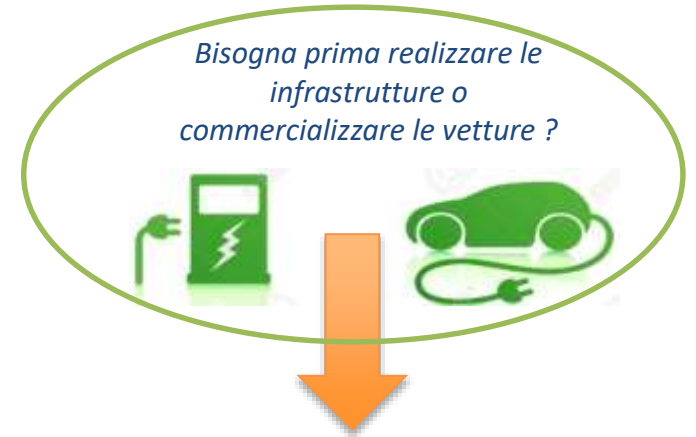 Bisogna prima realizzare le
infrastrutture o
commercializzare le vetture ?